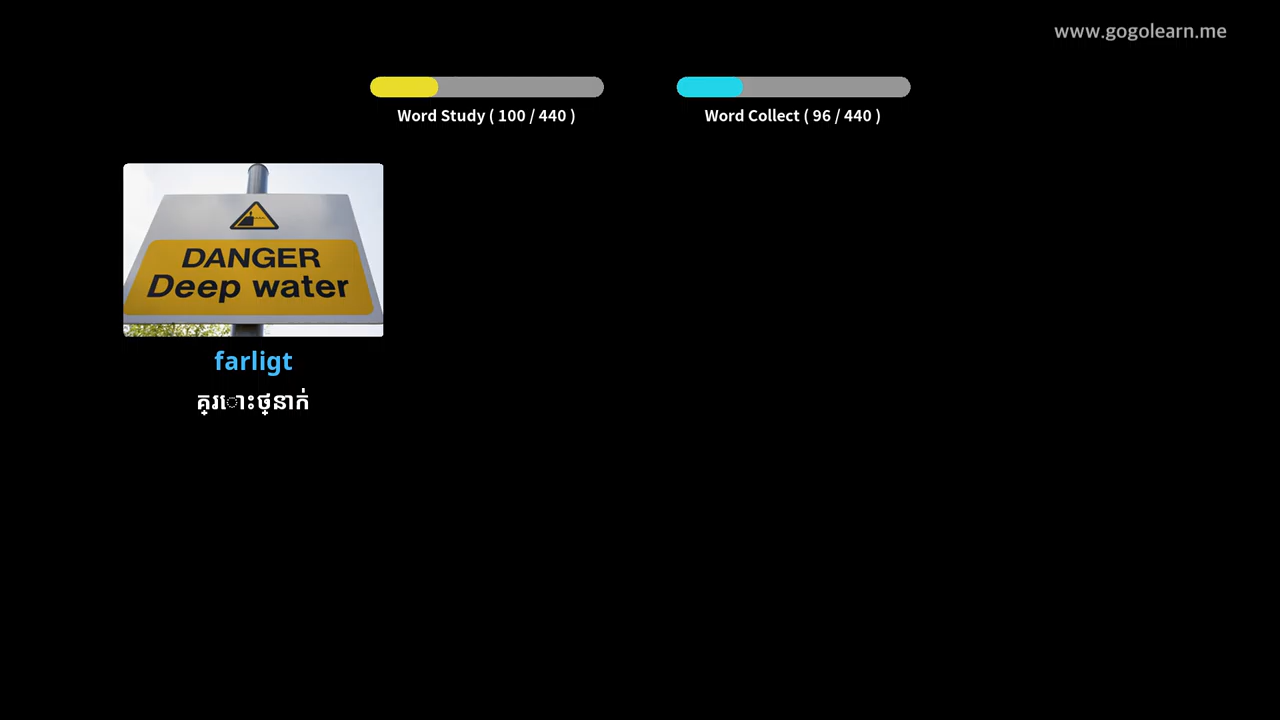 www.gogolearn.me
Word Study ( 100 / 440 )
Word Collect ( 96 / 440 )
DANGER
Deep water
farligt
គ្រោះថ្នាក់